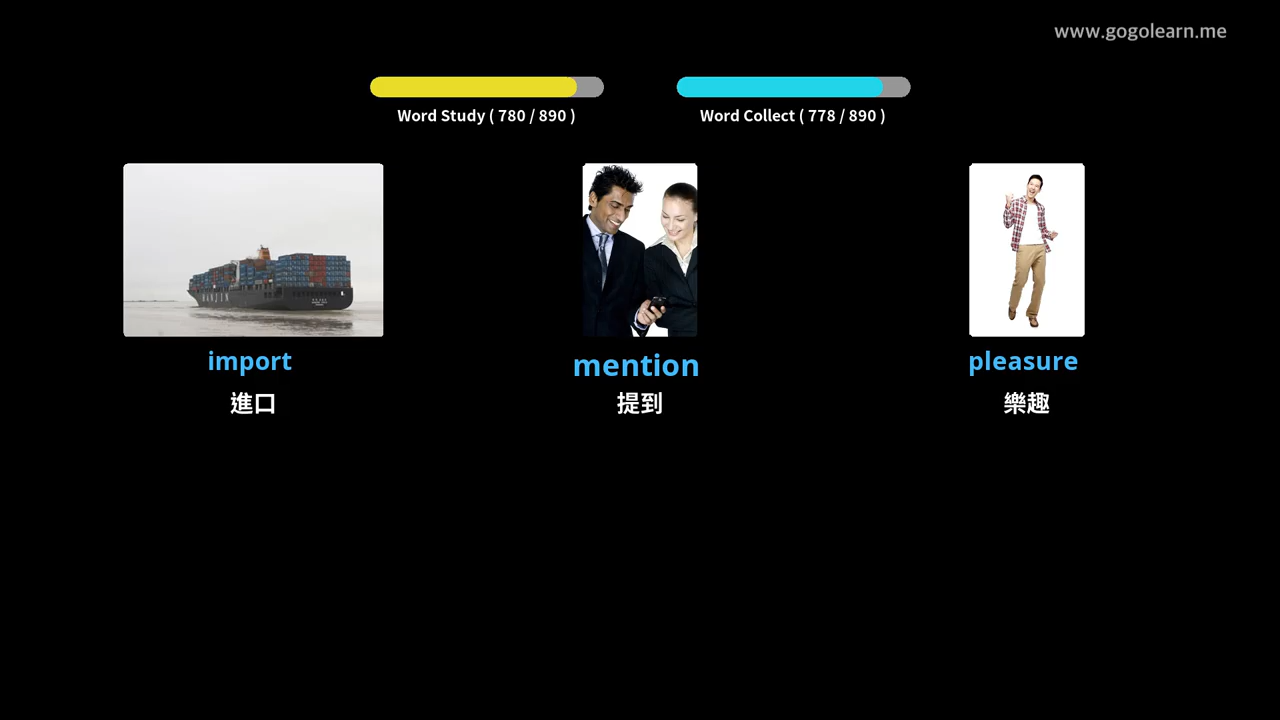 www.gogolearn.me
Word Study ( 780 / 890 )
Word Collect ( 778 / 890 )
import
mention
pleasure
進口
提到
樂趣